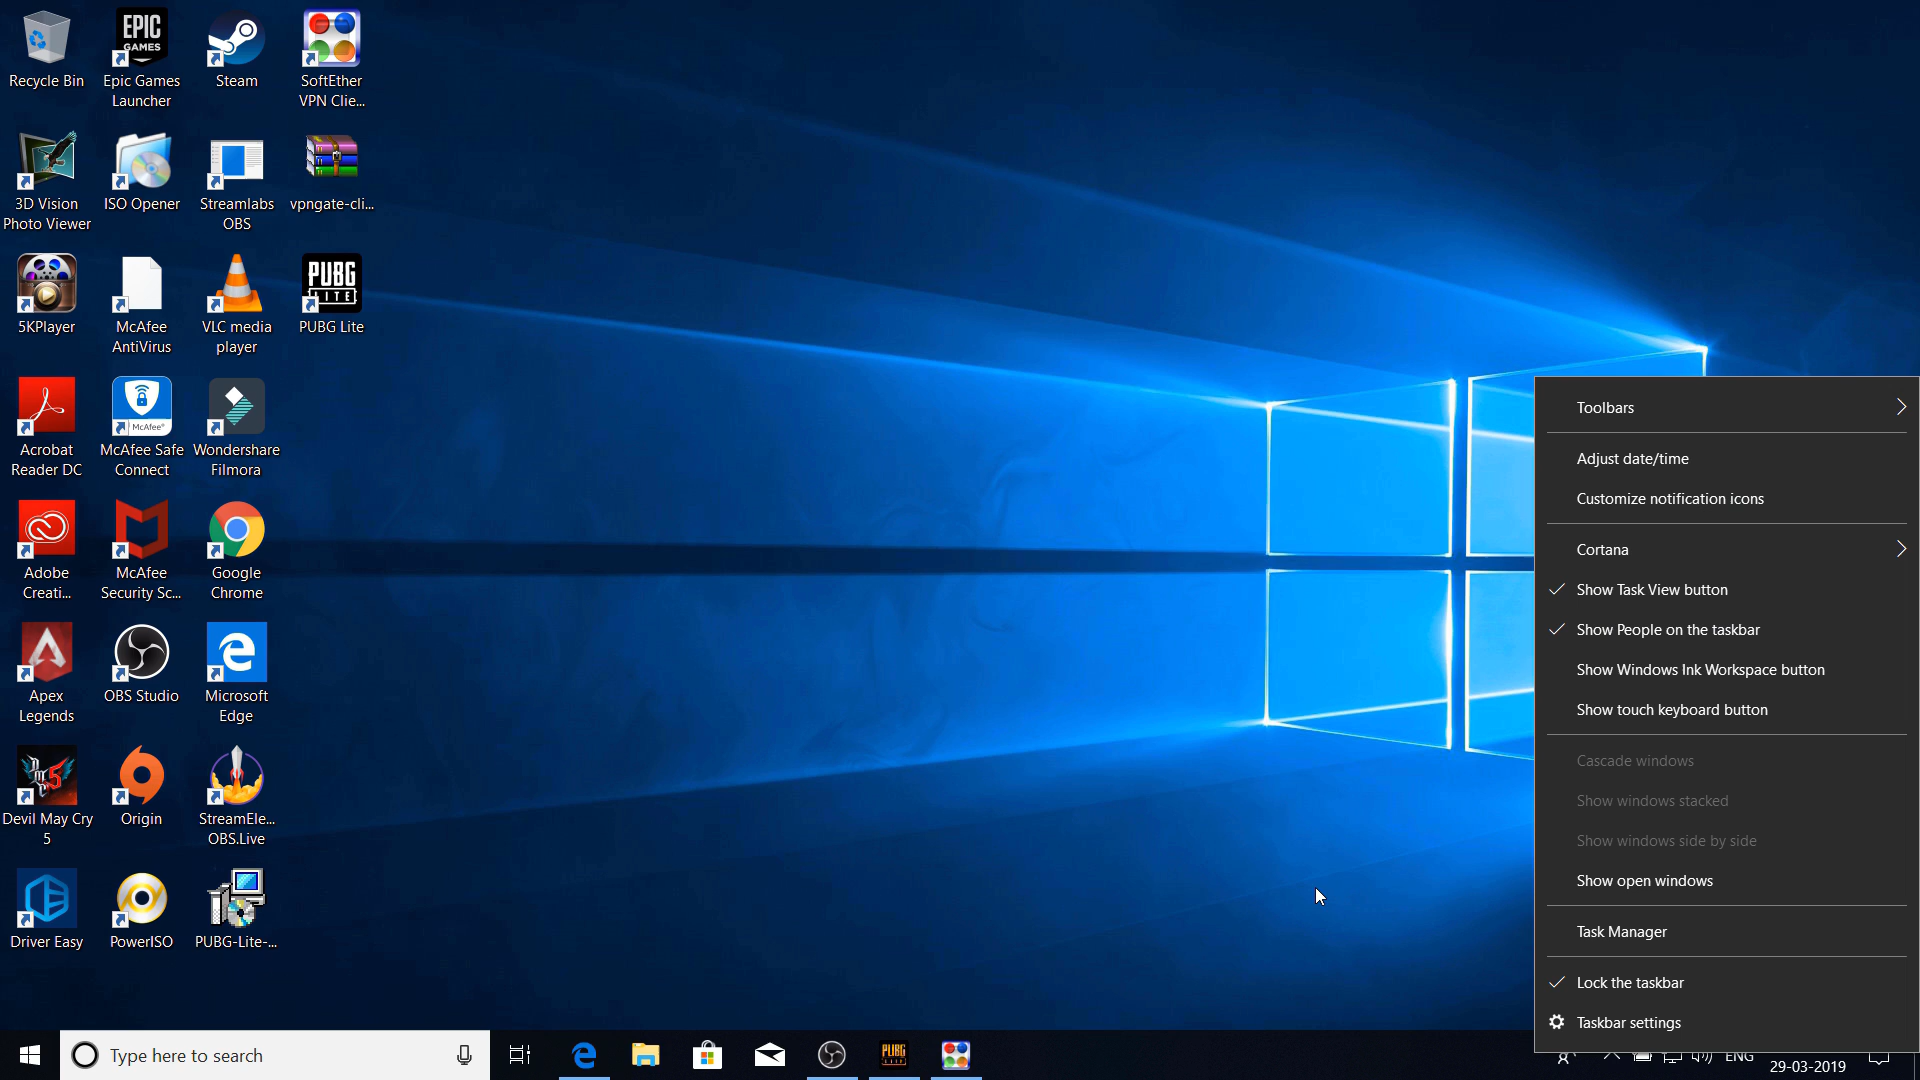 EPIC
GAMES
Recycle Bin
Epic Games
Launcher
Steam
SoftEther
VPN Clie...
3D Vision
Photo Viewer
ISO Opener
Streamlabs
OBS
vpngate-cli...
PUBG
LITE
5KPlayer
McAfee
AntiVirus
VLC media
player
PUBG Lite
McAfee®
Acrobat
Reader DC
McAfee Safe
Connect
Wondershare
Filmora
Adobe
Creati...
McAfee
Security Sc...
Google
Chrome
Apex
Legends
OBS Studio
Microsoft
Edge
Devil May Cry
5
Origin
StreamEle...
OBS.Live
Driver Easy
PowerISO
PUBG-Lite-...
Toolbars
Adjust date/time
Customize notification icons
Cortana
Show Task View button
Show People on the taskbar
Show Windows Ink Workspace button
Show touch keyboard button
Cascade windows
Show windows stacked
Show windows side by side
Show open windows
Task Manager
Lock the taskbar
Taskbar settings
Type here to search
PUBG
ENG
29-03-2019